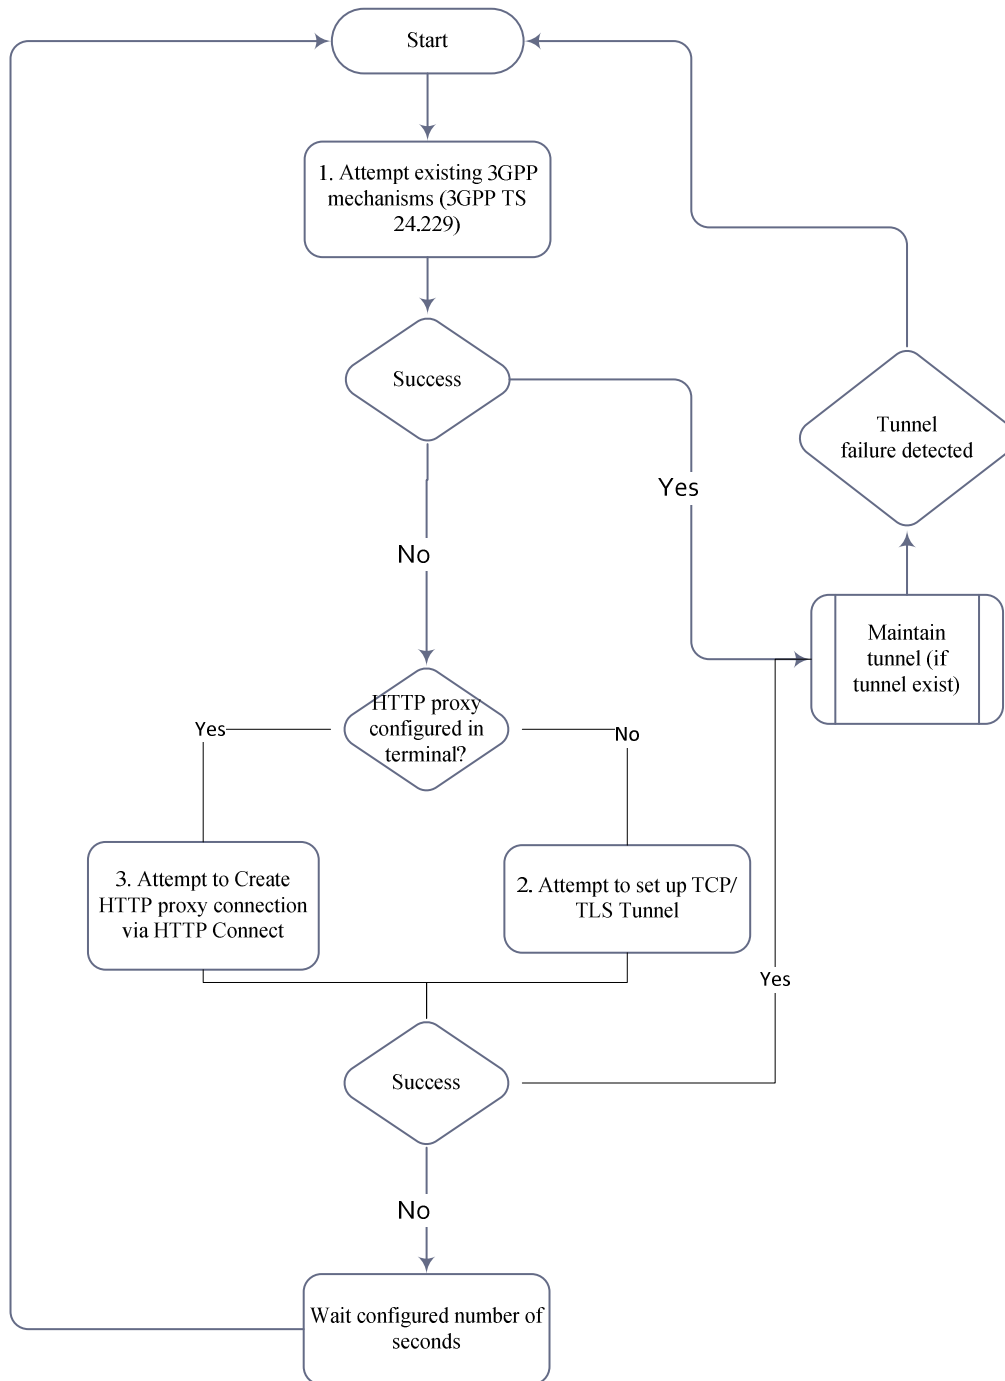 Start
1. Attempt existing 3GPP
mechanisms (3GPP TS
24.229)
Success
Tunnel
failure detected
Yes
No
Maintain
tunnel (if
tunnel exist)
HTTP proxy
configured in
terminal?
Yes
No
3. Attempt to Create
HTTP proxy connection
via HTTP Connect
2. Attempt to set up TCP/
TLS Tunnel
Yes
Success
No
Wait configured number of
seconds